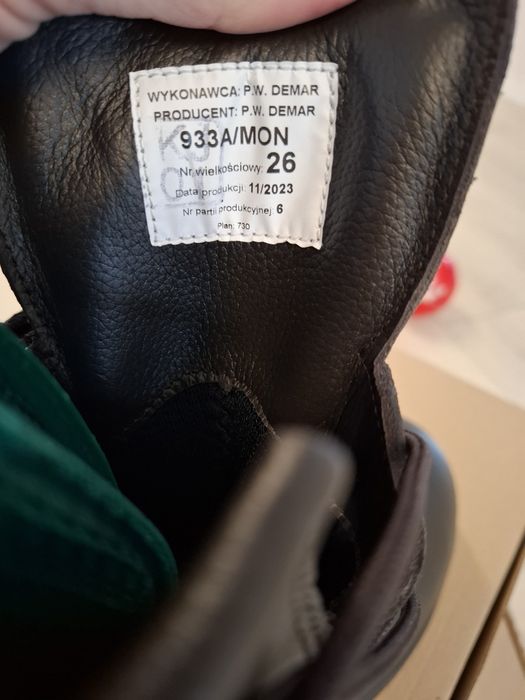 WYKONAWCA: P.W. DEMAR
PRODUCENT: P.W. DEMAR
933A/MON
Nr wielkościowy: 26
Data produkcji: 11/2023
Nr partii produkcyjnej: 6
Plan: 730